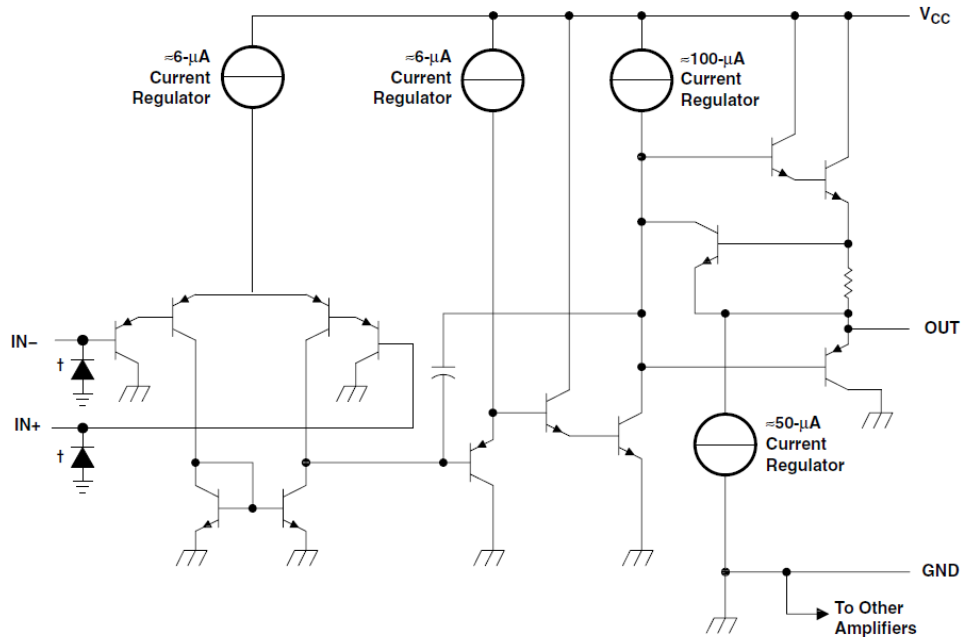 VCC
≈6-µA
Current
Regulator
≈6-µA
Current
Regulator
≈100-µA
Current
Regulator
IN−
†
OUT
IN+
†
≈50-µA
Current
Regulator
GND
To Other
Amplifiers